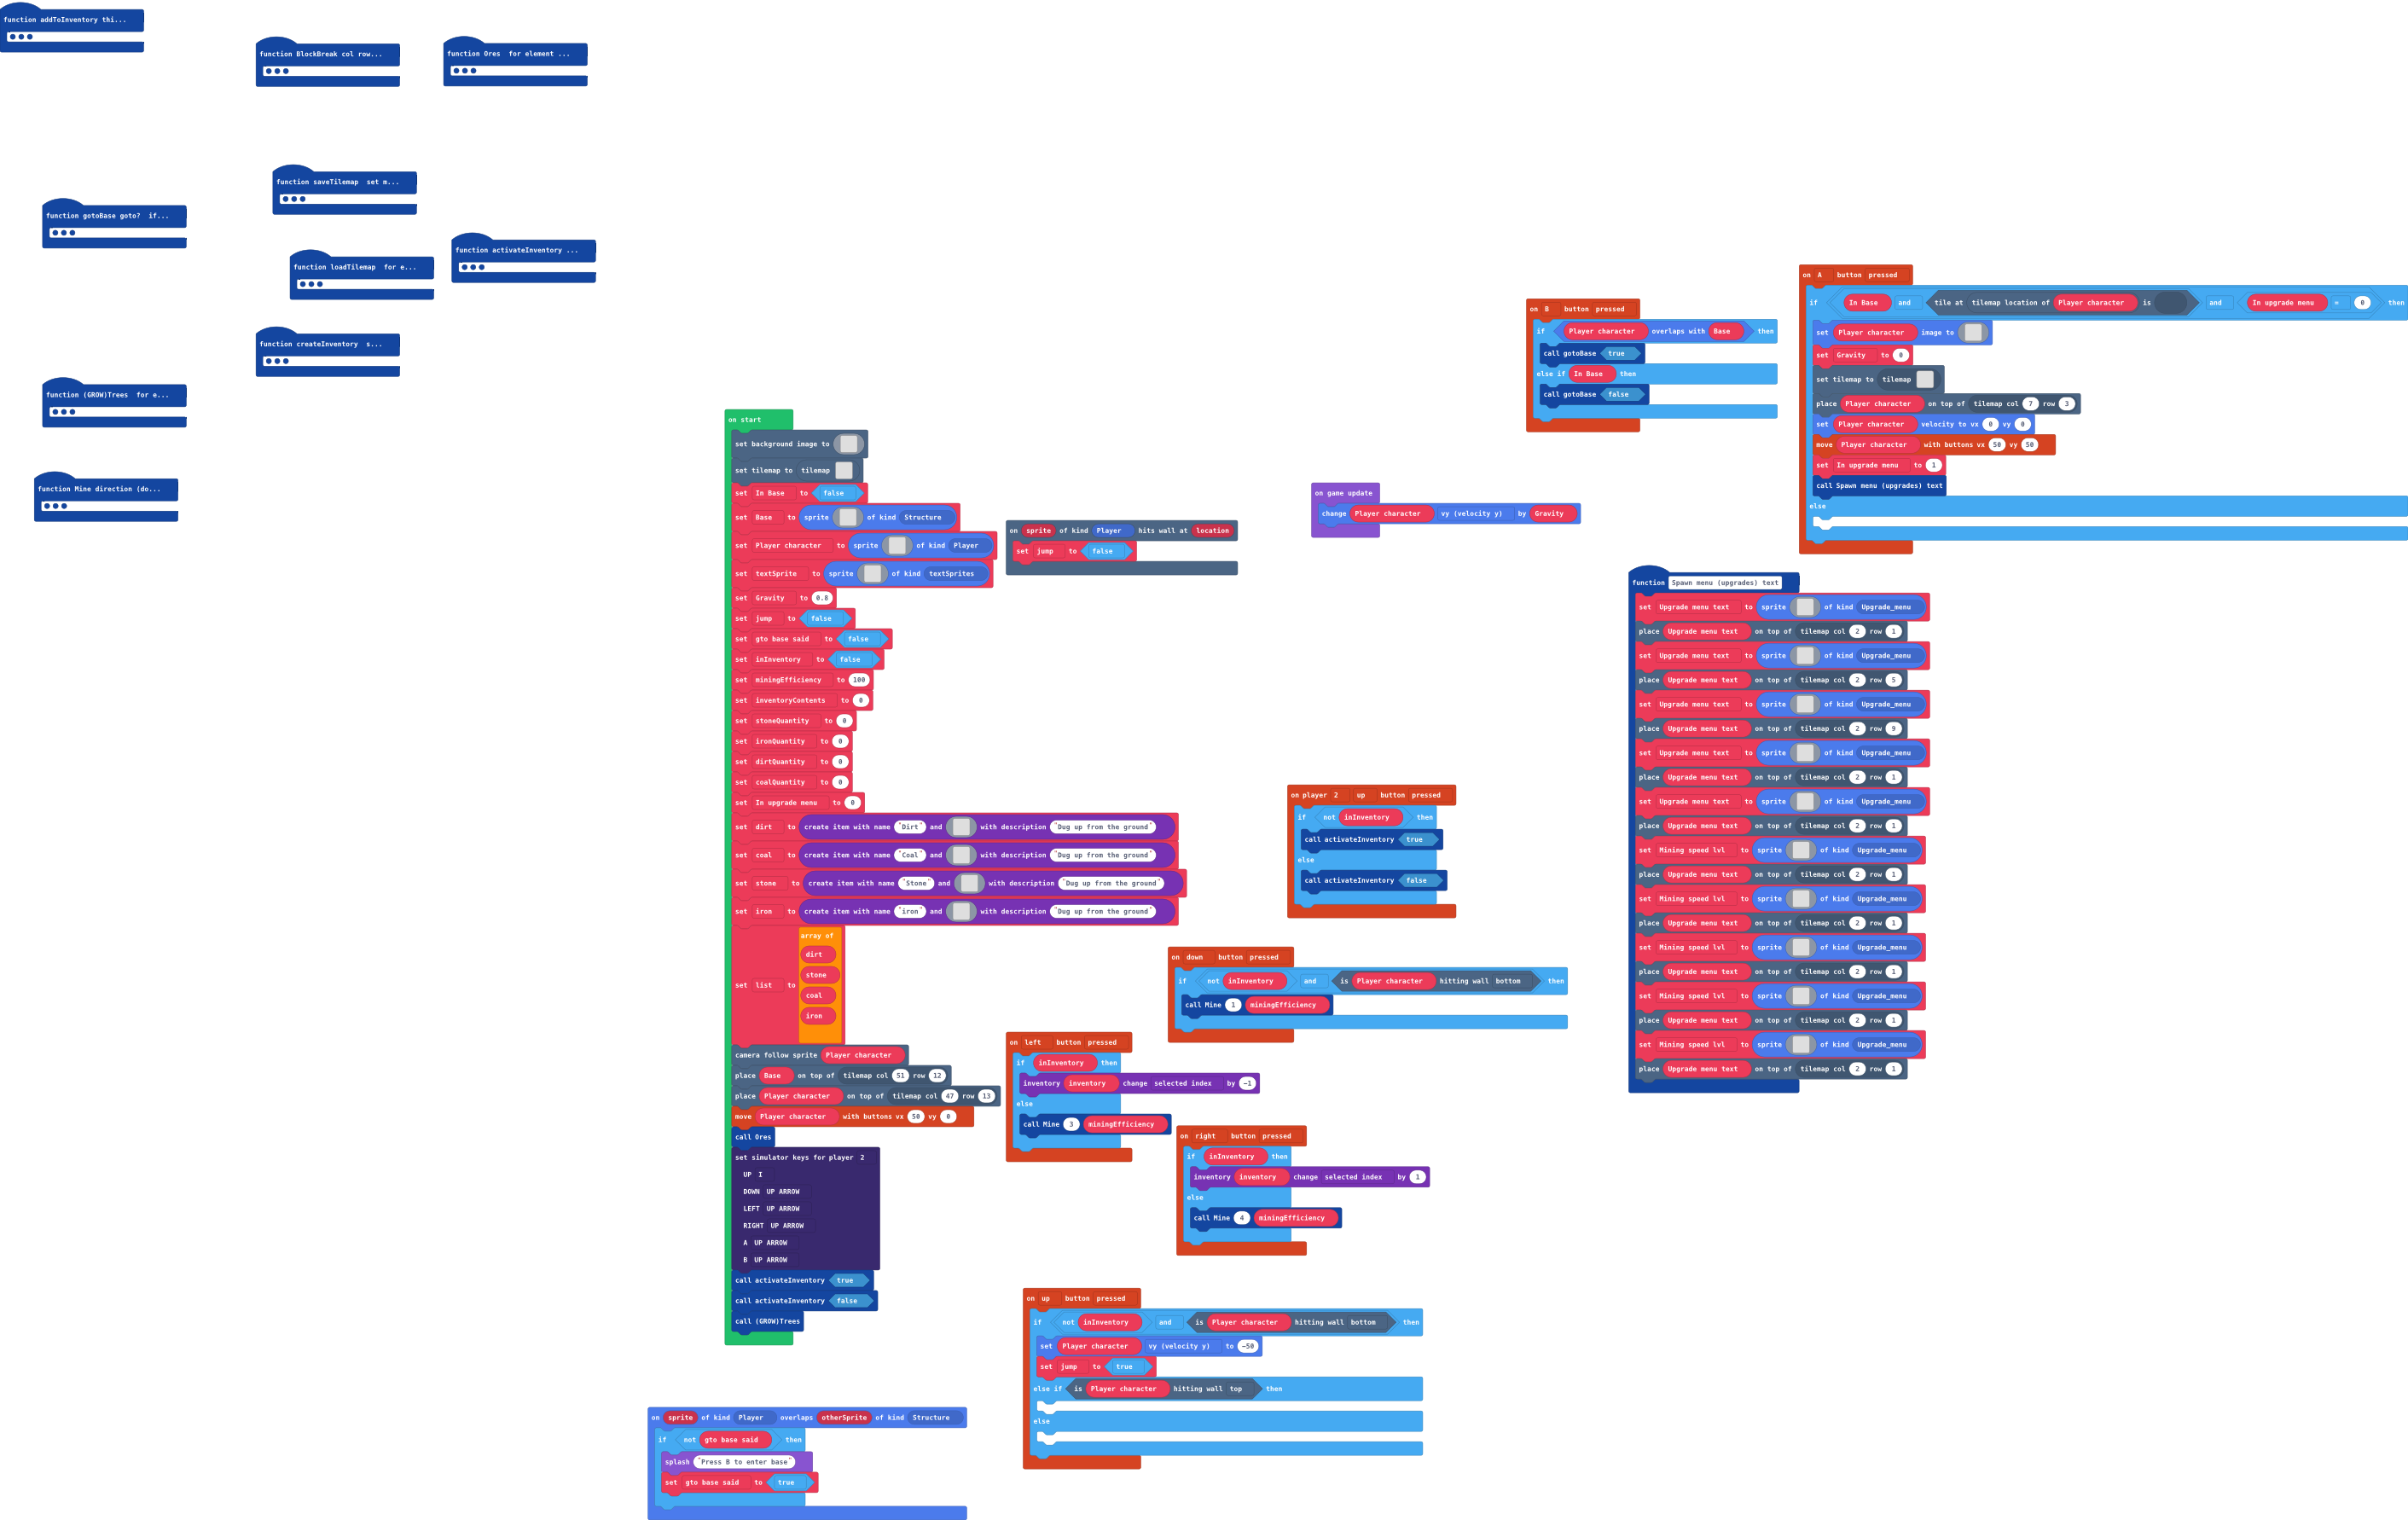 function addToInventory thi...
function BlockBreak col row...
function Ores for element ...
function saveTilemap set m...
function gotoBase goto? if...
function activateInventory ...
function loadTilemap for e...
function createInventory s...
function (GROW)Trees for e...
function Mine direction (do...
on start
set background image to
set tilemap to tilemap
set In Base to false
set Base to sprite of kind Structure
set Player character to sprite of kind Player
set textSprite to sprite of kind textSprites
set Gravity to 0.8
set jump to false
set gto base said to false
set inInventory to false
set miningEfficiency to 100
set inventoryContents to 0
set stoneQuantity to 0
set ironQuantity to 0
set dirtQuantity to 0
set coalQuantity to 0
set In upgrade menu to 0
set dirt to create item with name "Dirt" and with description "Dug up from the ground"
set coal to create item with name "Coal" and with description "Dug up from the ground"
set stone to create item with name "Stone" and with description "Dug up from the ground"
set iron to create item with name "iron" and with description "Dug up from the ground"
set list to array of
dirt
stone
coal
iron
camera follow sprite Player character
place Base on top of tilemap col 51 row 12
place Player character on top of tilemap col 47 row 13
move Player character with buttons vx 50 vy 0
call Ores
set simulator keys for player 2
UP I
DOWN UP ARROW
LEFT UP ARROW
RIGHT UP ARROW
A UP ARROW
B UP ARROW
call activateInventory true
call activateInventory false
call (GROW)Trees
on sprite of kind Player overlaps otherSprite of kind Structure
if not gto base said then
splash "Press B to enter base"
set gto base said to true
on sprite of kind Player hits wall at location
set jump to false
on game update
change Player character vy (velocity y) by Gravity
on player 2 up button pressed
if not inInventory then
call activateInventory true
else
call activateInventory false
on down button pressed
if not inInventory and is Player character hitting wall bottom then
call Mine 1 miningEfficiency
on left button pressed
if inInventory then
inventory inventory change selected index by -1
else
call Mine 3 miningEfficiency
on right button pressed
if inInventory then
inventory inventory change selected index by 1
else
call Mine 4 miningEfficiency
on up button pressed
if not inInventory and is Player character hitting wall bottom then
set Player character vy (velocity y) to -50
set jump to true
else if is Player character hitting wall top then
else
on B button pressed
if Player character overlaps with Base then
call gotoBase true
else if In Base then
call gotoBase false
on A button pressed
if In Base and tile at tilemap location of Player character is and In upgrade menu = 0 then
set Player character image to
set Gravity to 0
set tilemap to tilemap
place Player character on top of tilemap col 7 row 3
set Player character velocity to vx 0 vy 0
move Player character with buttons vx 50 vy 50
set In upgrade menu to 1
call Spawn menu (upgrades) text
else
function Spawn menu (upgrades) text
set Upgrade menu text to sprite of kind Upgrade_menu
place Upgrade menu text on top of tilemap col 2 row 1
set Upgrade menu text to sprite of kind Upgrade_menu
place Upgrade menu text on top of tilemap col 2 row 5
set Upgrade menu text to sprite of kind Upgrade_menu
place Upgrade menu text on top of tilemap col 2 row 9
set Upgrade menu text to sprite of kind Upgrade_menu
place Upgrade menu text on top of tilemap col 2 row 1
set Upgrade menu text to sprite of kind Upgrade_menu
place Upgrade menu text on top of tilemap col 2 row 1
set Mining speed lvl to sprite of kind Upgrade_menu
place Upgrade menu text on top of tilemap col 2 row 1
set Mining speed lvl to sprite of kind Upgrade_menu
place Upgrade menu text on top of tilemap col 2 row 1
set Mining speed lvl to sprite of kind Upgrade_menu
place Upgrade menu text on top of tilemap col 2 row 1
set Mining speed lvl to sprite of kind Upgrade_menu
place Upgrade menu text on top of tilemap col 2 row 1
set Mining speed lvl to sprite of kind Upgrade_menu
place Upgrade menu text on top of tilemap col 2 row 1